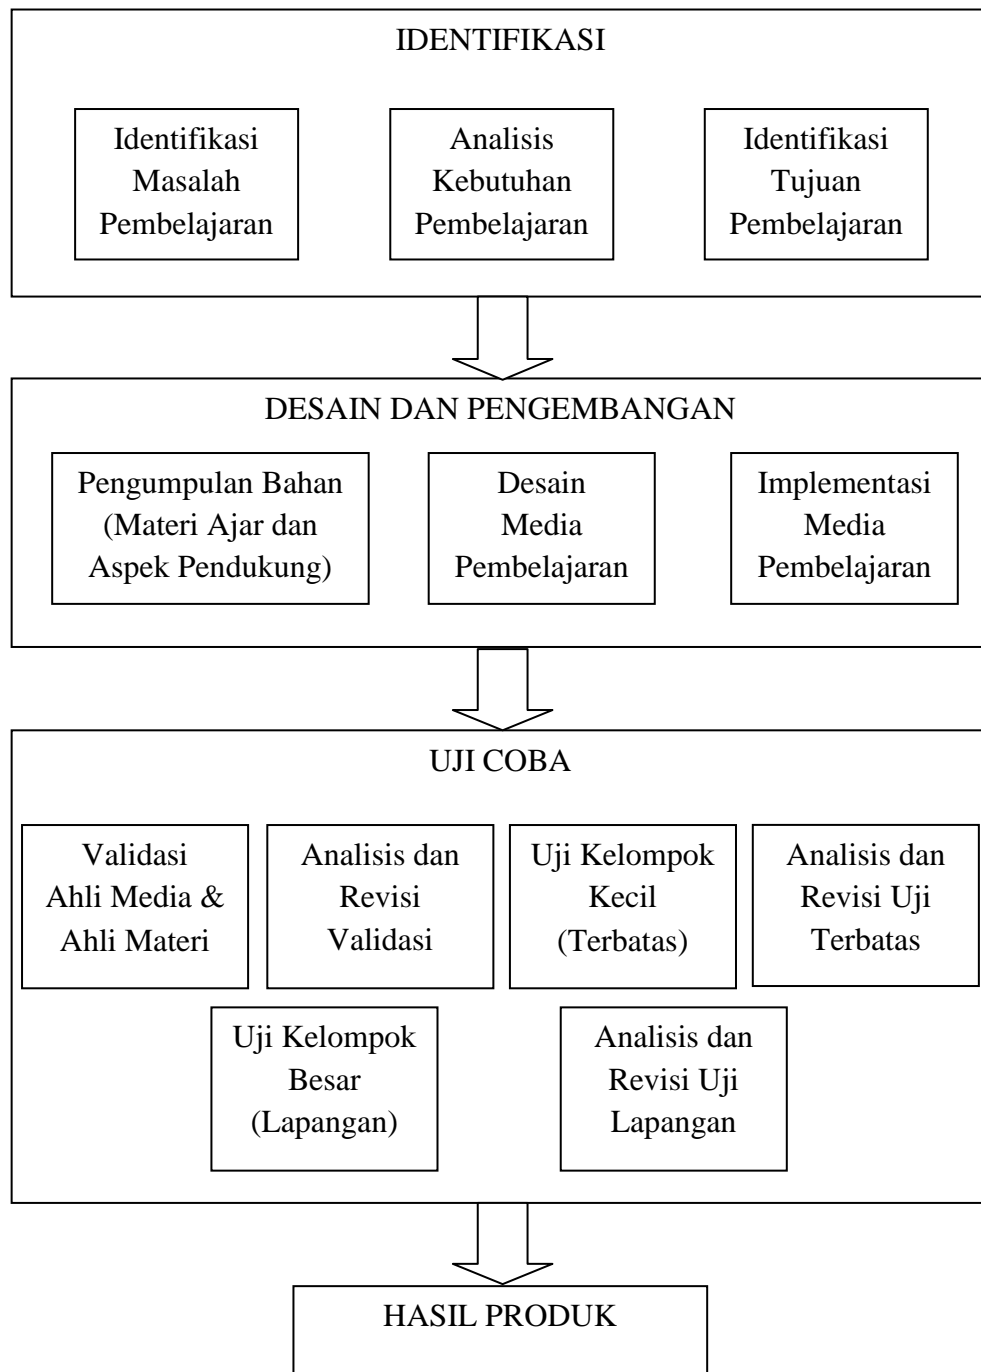 IDENTIFIKASI
Identifikasi
Masalah
Pembelajaran
Analisis
Kebutuhan
Pembelajaran
Identifikasi
Tujuan
Pembelajaran
DESAIN DAN PENGEMBANGAN
Pengumpulan Bahan
(Materi Ajar dan
Aspek Pendukung)
Desain
Media
Pembelajaran
Implementasi
Media
Pembelajaran
UJI COBA
Validasi
Ahli Media &
Ahli Materi
Analisis dan
Revisi
Validasi
Uji Kelompok
Kecil
(Terbatas)
Analisis dan
Revisi Uji
Terbatas
Uji Kelompok
Besar
(Lapangan)
Analisis dan
Revisi Uji
Lapangan
HASIL PRODUK